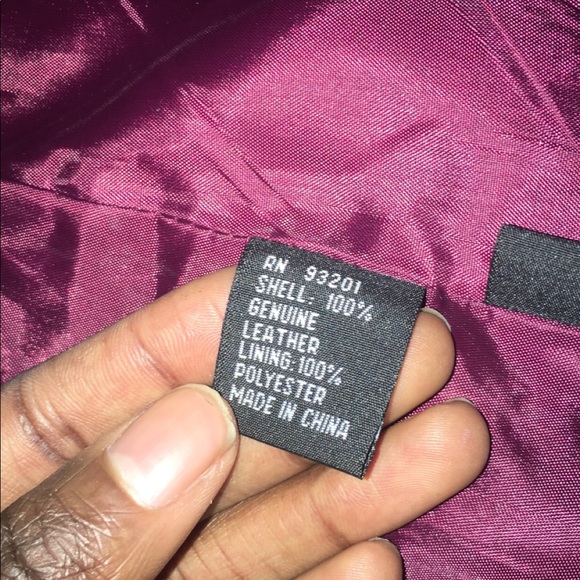 RN 93201
SHELL: 100%
GENUINE
LEATHER
LINING:100%
POLYESTER
MADE IN CHINA